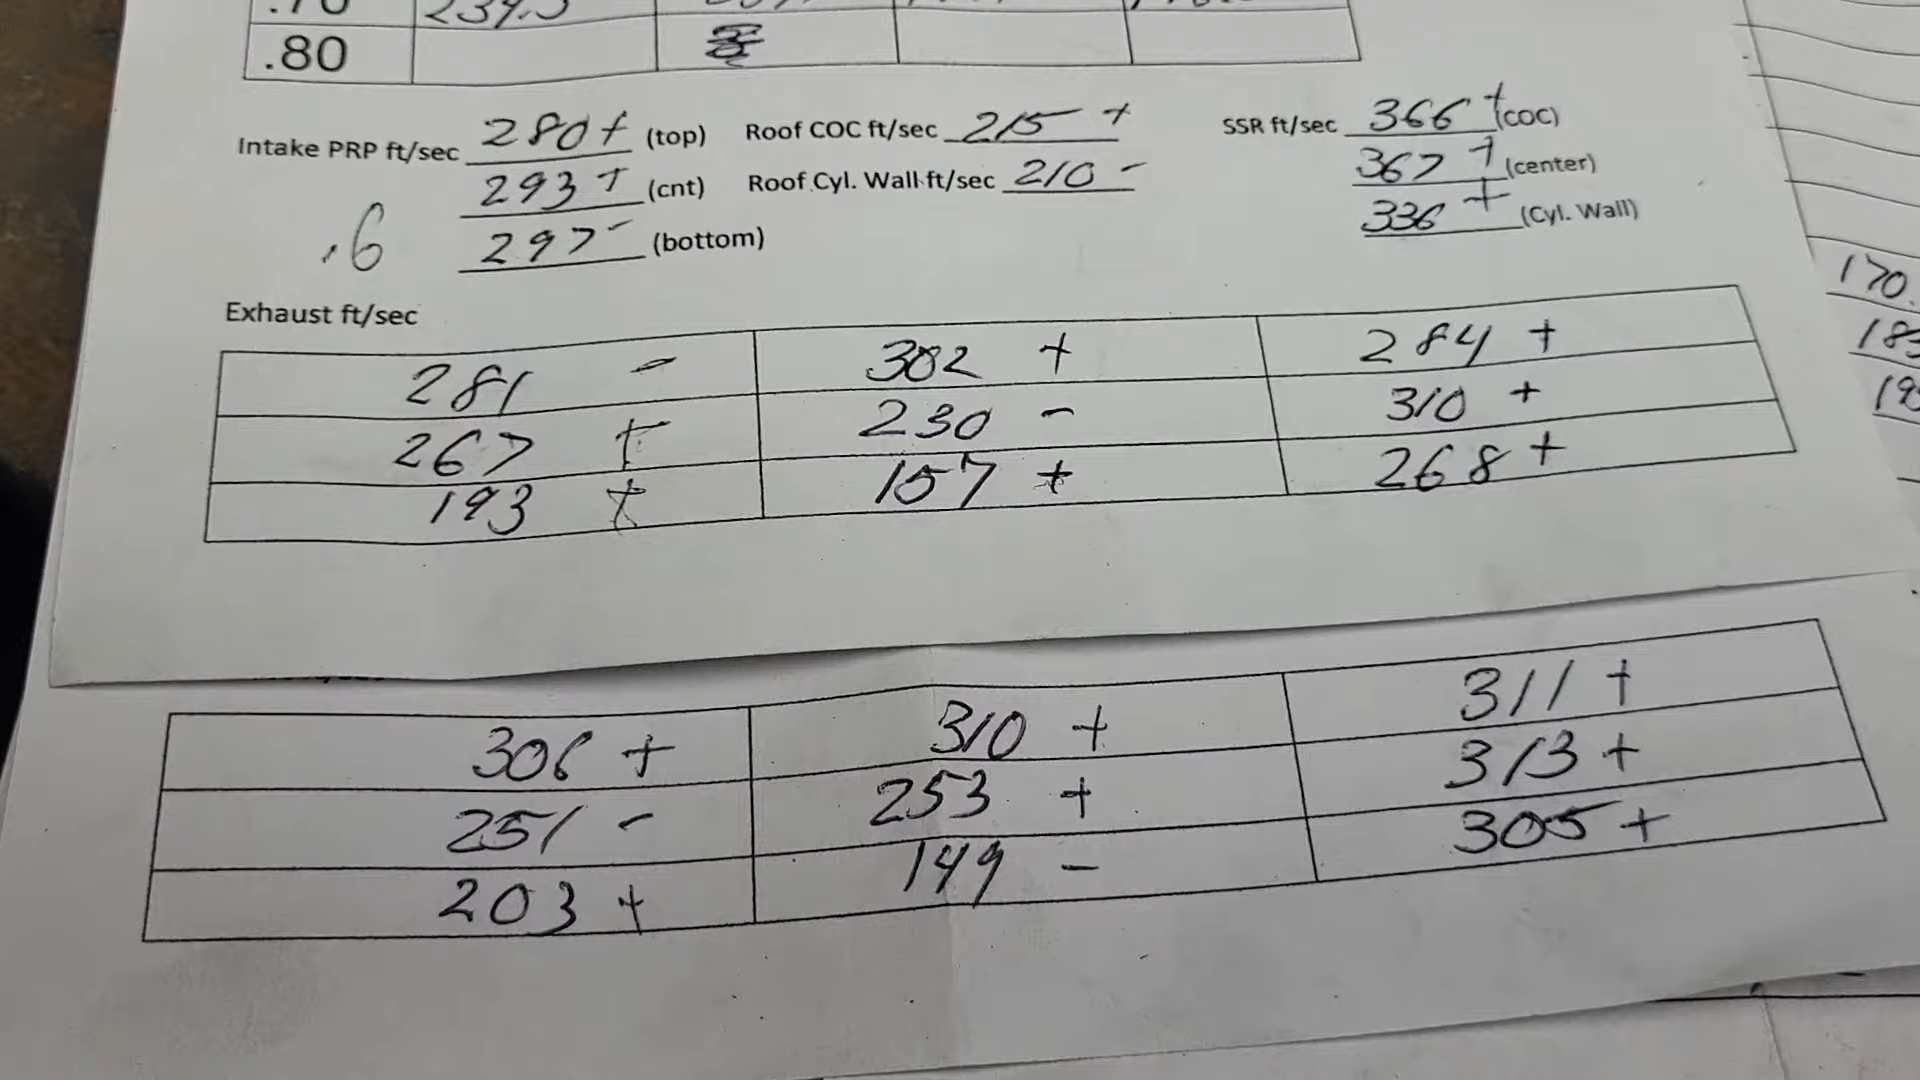 .80
Intake PRP ft/sec 280+ (top) Roof COC ft/sec 215+ SSR ft/sec 366+ (COC)
293+ (cnt) Roof Cyl. Wall ft/sec 210- 367+ (center)
.6 297- (bottom) 336+ (Cyl. Wall)
Exhaust ft/sec
281 - 302 + 284 +
267 + 230 - 310 +
193 + 157 + 268 +
306 + 310 + 311 +
251 - 253 + 313 +
203 + 149 - 305 +
170.